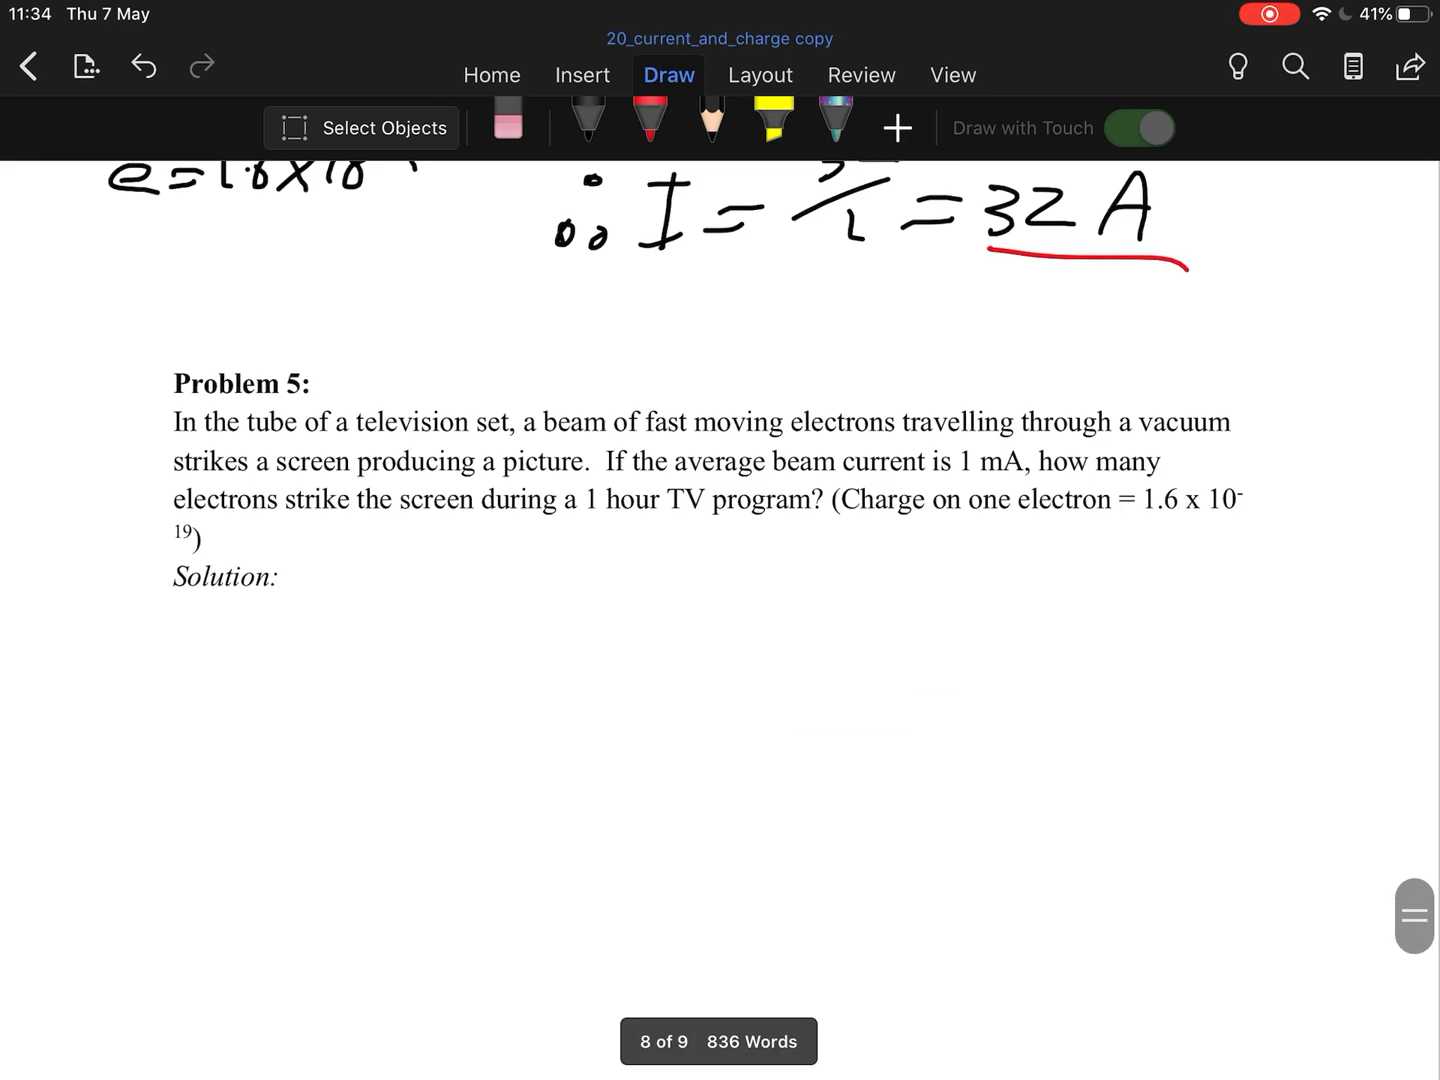 11:34 Thu 7 May 41%
20_current_and_charge copy
Home Insert Draw Layout Review View
Select Objects Draw with Touch
e=1.6×10
∴ I = = 32 A
Problem 5:
In the tube of a television set, a beam of fast moving electrons travelling through a vacuum
strikes a screen producing a picture.  If the average beam current is 1 mA, how many
electrons strike the screen during a 1 hour TV program? (Charge on one electron = 1.6 x 10-
19)
Solution:
8 of 9 836 Words